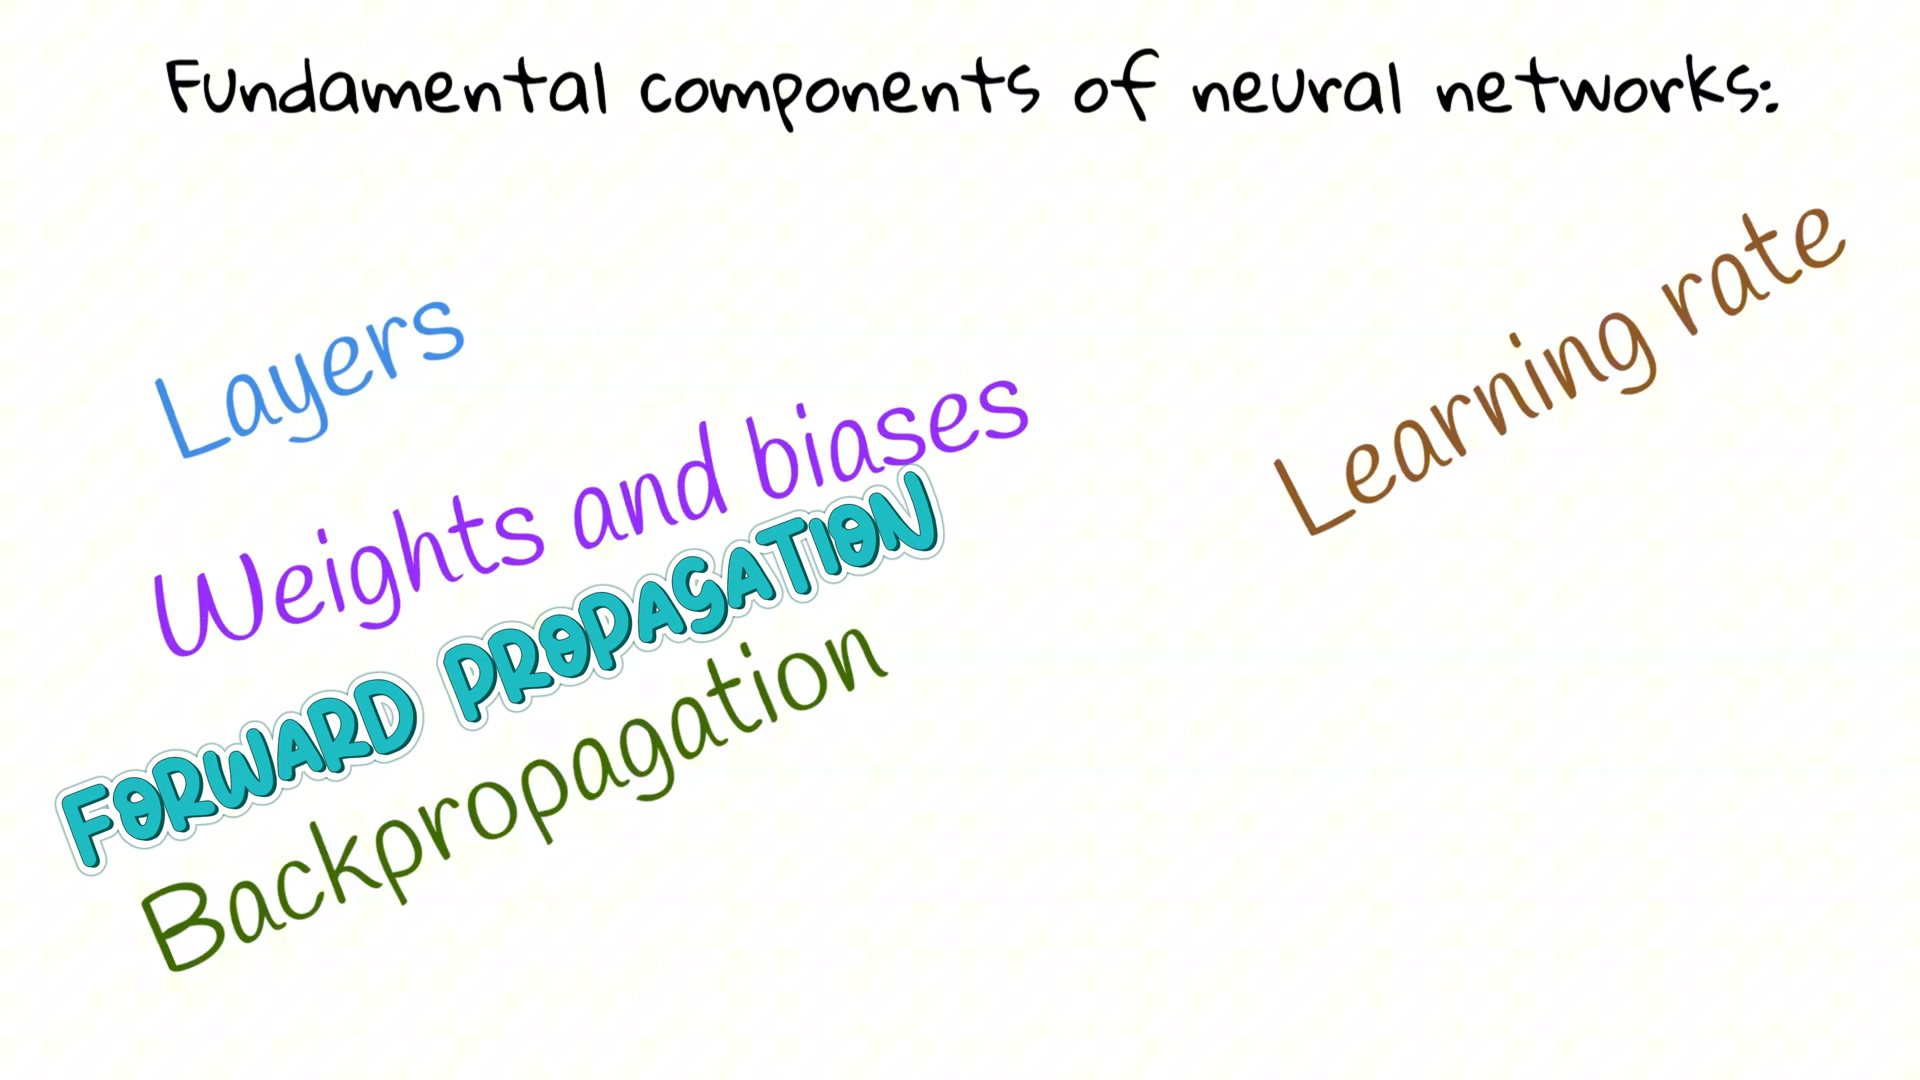 Fundamental components of neural networks:
Layers
Weights and biases
FORWARD PROPAGATION
Backpropagation
Learning rate